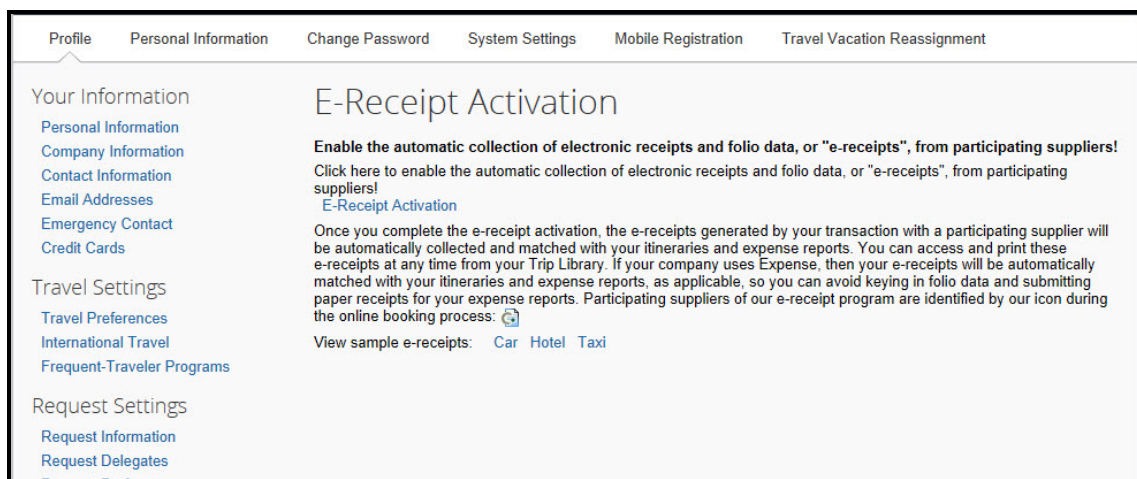 Profile Personal Information Change Password System Settings Mobile Registration Travel Vacation Reassignment
Your Information
Personal Information
Company Information
Contact Information
Email Addresses
Emergency Contact
Credit Cards
Travel Settings
Travel Preferences
International Travel
Frequent-Traveler Programs
Request Settings
Request Information
Request Delegates
E-Receipt Activation
Enable the automatic collection of electronic receipts and folio data, or "e-receipts", from participating suppliers!
Click here to enable the automatic collection of electronic receipts and folio data, or "e-receipts", from participating
suppliers!
E-Receipt Activation
Once you complete the e-receipt activation, the e-receipts generated by your transaction with a participating supplier will
be automatically collected and matched with your itineraries and expense reports. You can access and print these
e-receipts at any time from your Trip Library. If your company uses Expense, then your e-receipts will be automatically
matched with your itineraries and expense reports, as applicable, so you can avoid keying in folio data and submitting
paper receipts for your expense reports. Participating suppliers of our e-receipt program are identified by our icon during
the online booking process:
View sample e-receipts: Car Hotel Taxi